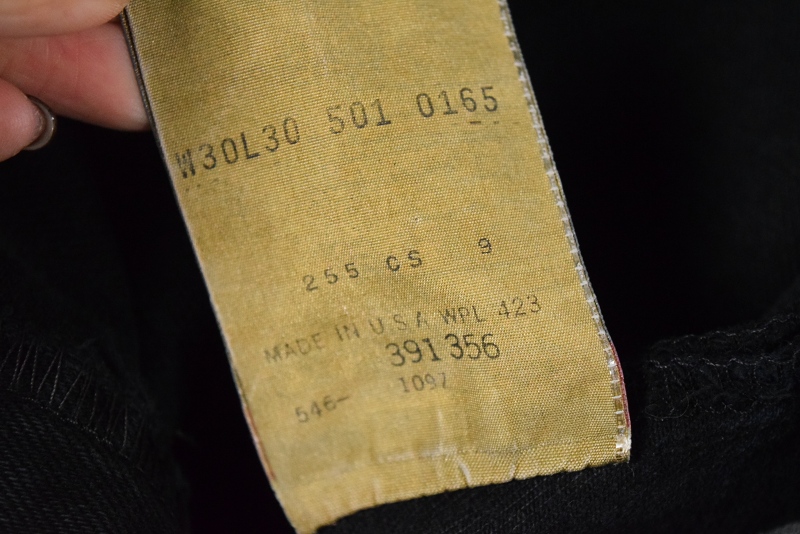 W30L30 501 0165
255 CS 9
MADE IN U S A WPL 423
391356
546- 1097